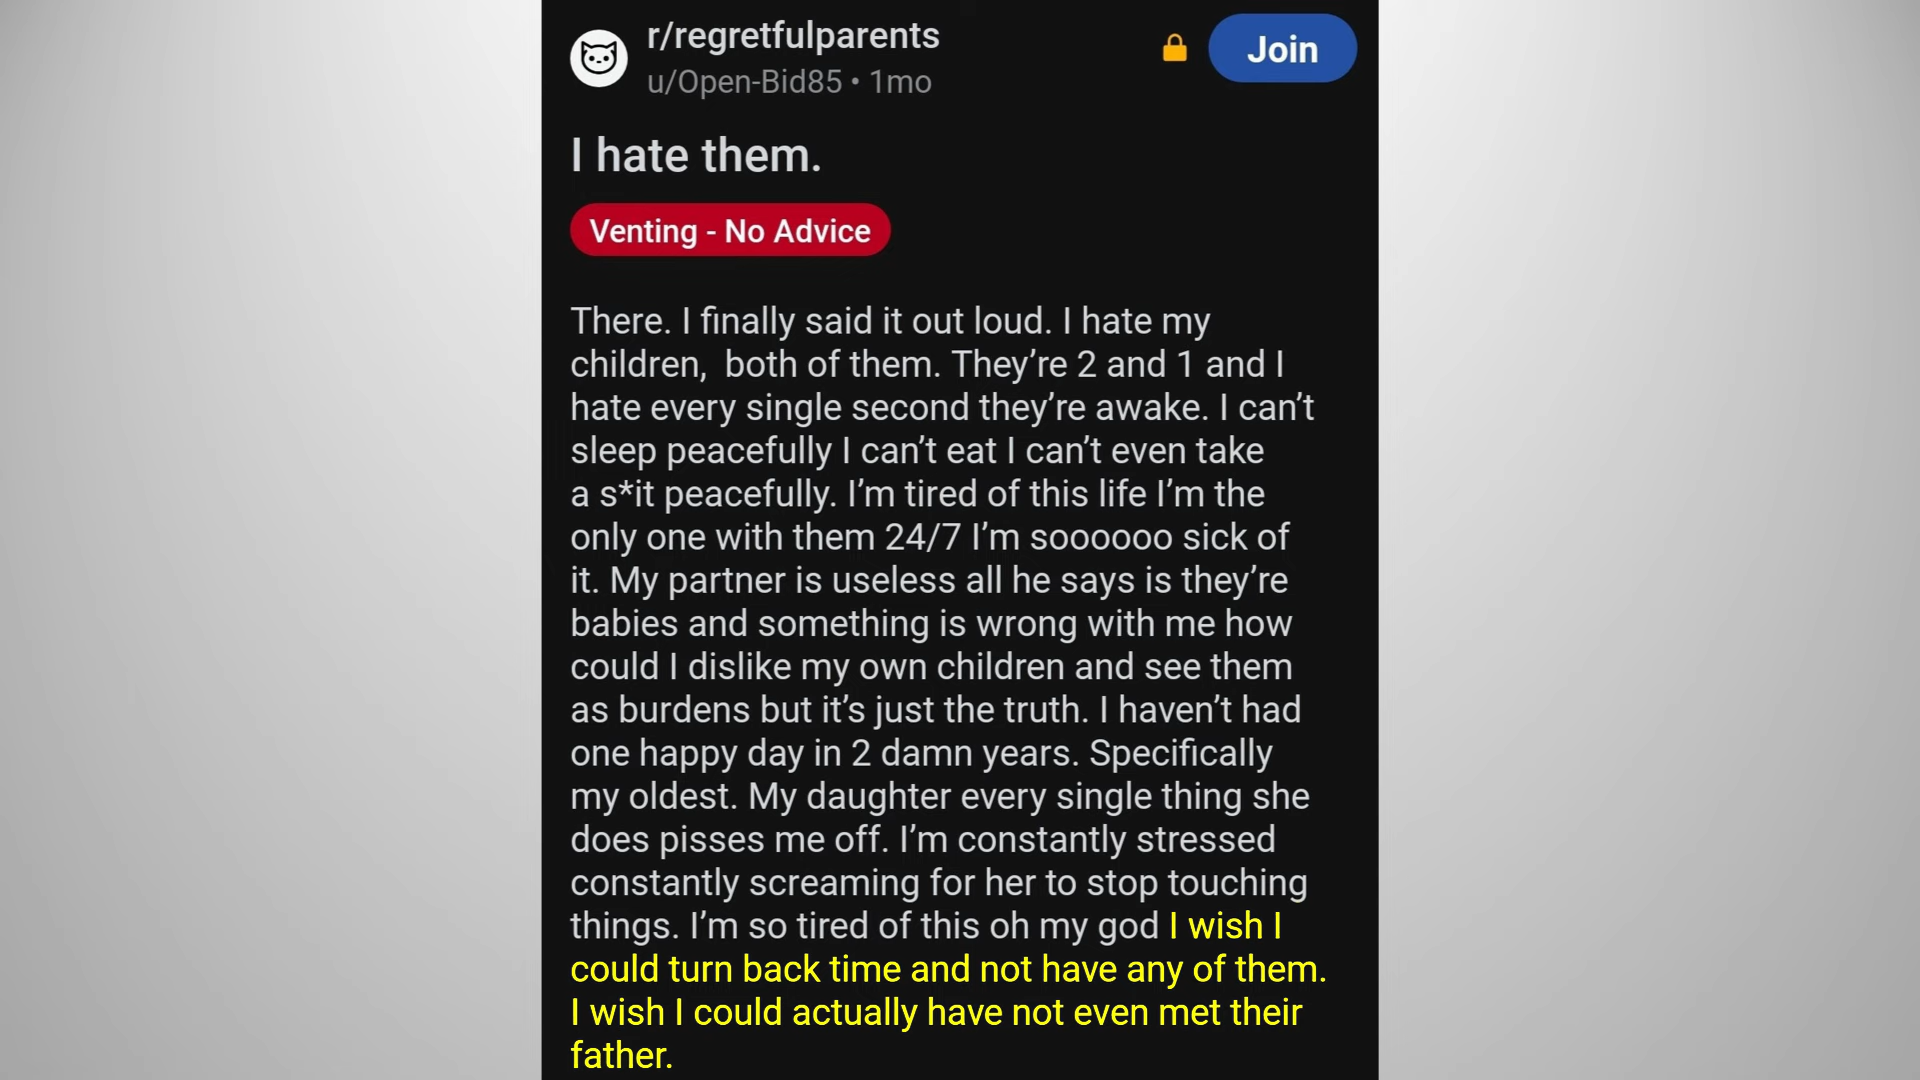 r/regretfulparents
u/Open-Bid85 • 1mo
Join
I hate them.
Venting - No Advice
There. I finally said it out loud. I hate my
children,  both of them. They’re 2 and 1 and I
hate every single second they’re awake. I can’t
sleep peacefully I can’t eat I can’t even take
a s*it peacefully. I’m tired of this life I’m the
only one with them 24/7 I’m soooooo sick of
it. My partner is useless all he says is they’re
babies and something is wrong with me how
could I dislike my own children and see them
as burdens but it’s just the truth. I haven’t had
one happy day in 2 damn years. Specifically
my oldest. My daughter every single thing she
does pisses me off. I’m constantly stressed
constantly screaming for her to stop touching
things. I’m so tired of this oh my god I wish I
could turn back time and not have any of them.
I wish I could actually have not even met their
father.